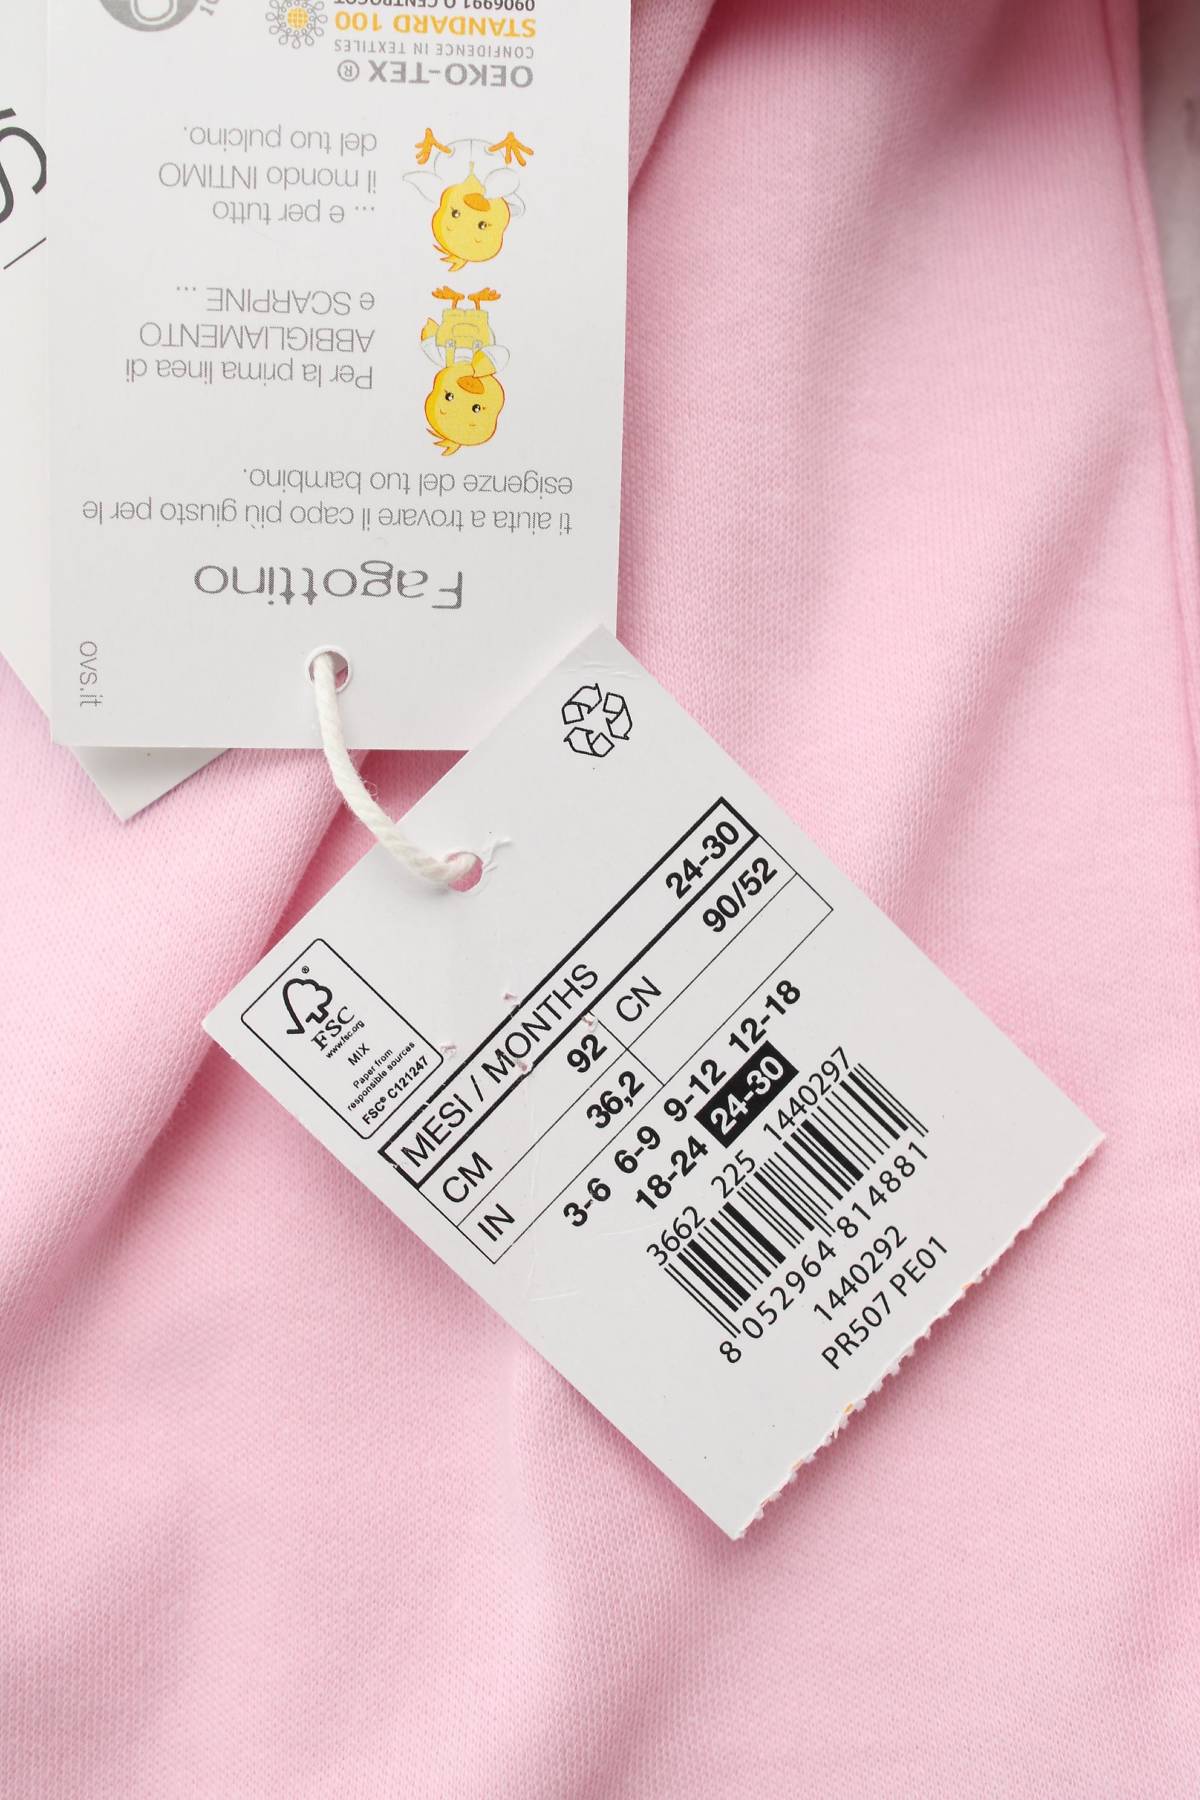 Fagottino
ti aiuta a trovare il capo più giusto per le
esigenze del tuo bambino.
Per la prima linea di
ABBIGLIAMENTO
e SCARPINE ...
... e per tutto
il mondo INTIMO
del tuo pulcino.
OEKO-TEX ®
CONFIDENCE IN TEXTILES
STANDARD 100
0906991.O CENTROCOT
ovs.it
FSC
®
www.fsc.org
MIX
Paper from
responsible sources
FSC® C121247
MESI / MONTHS 24-30
CM 92 CN 90/52
IN 36,2
3-6 6-9 9-12 12-18
18-24 24-30
3662 225 1440297
8 052964 814881
1440292
PR507 PE01